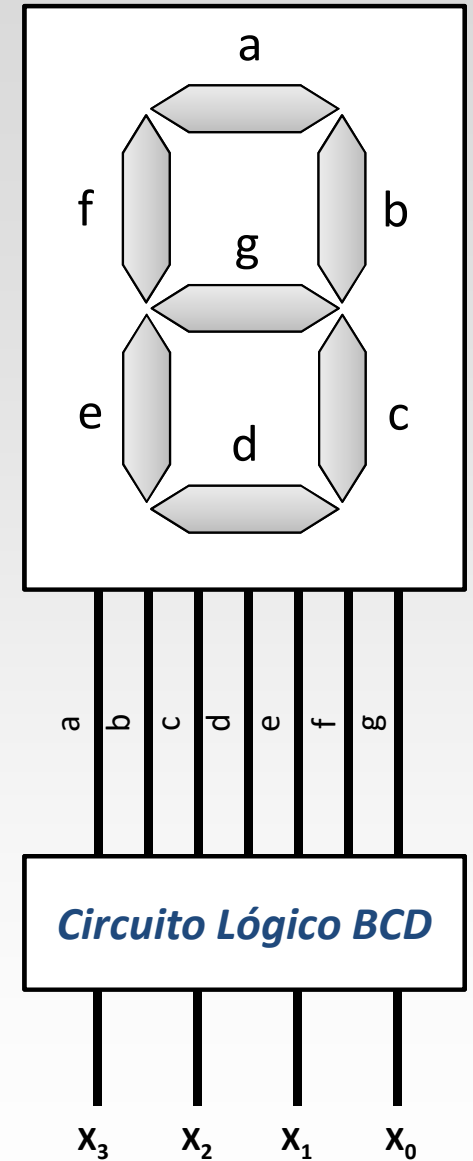 a
f b
g
e c
d
a b c d e f g
Circuito Lógico BCD
X₃ X₂ X₁ X₀